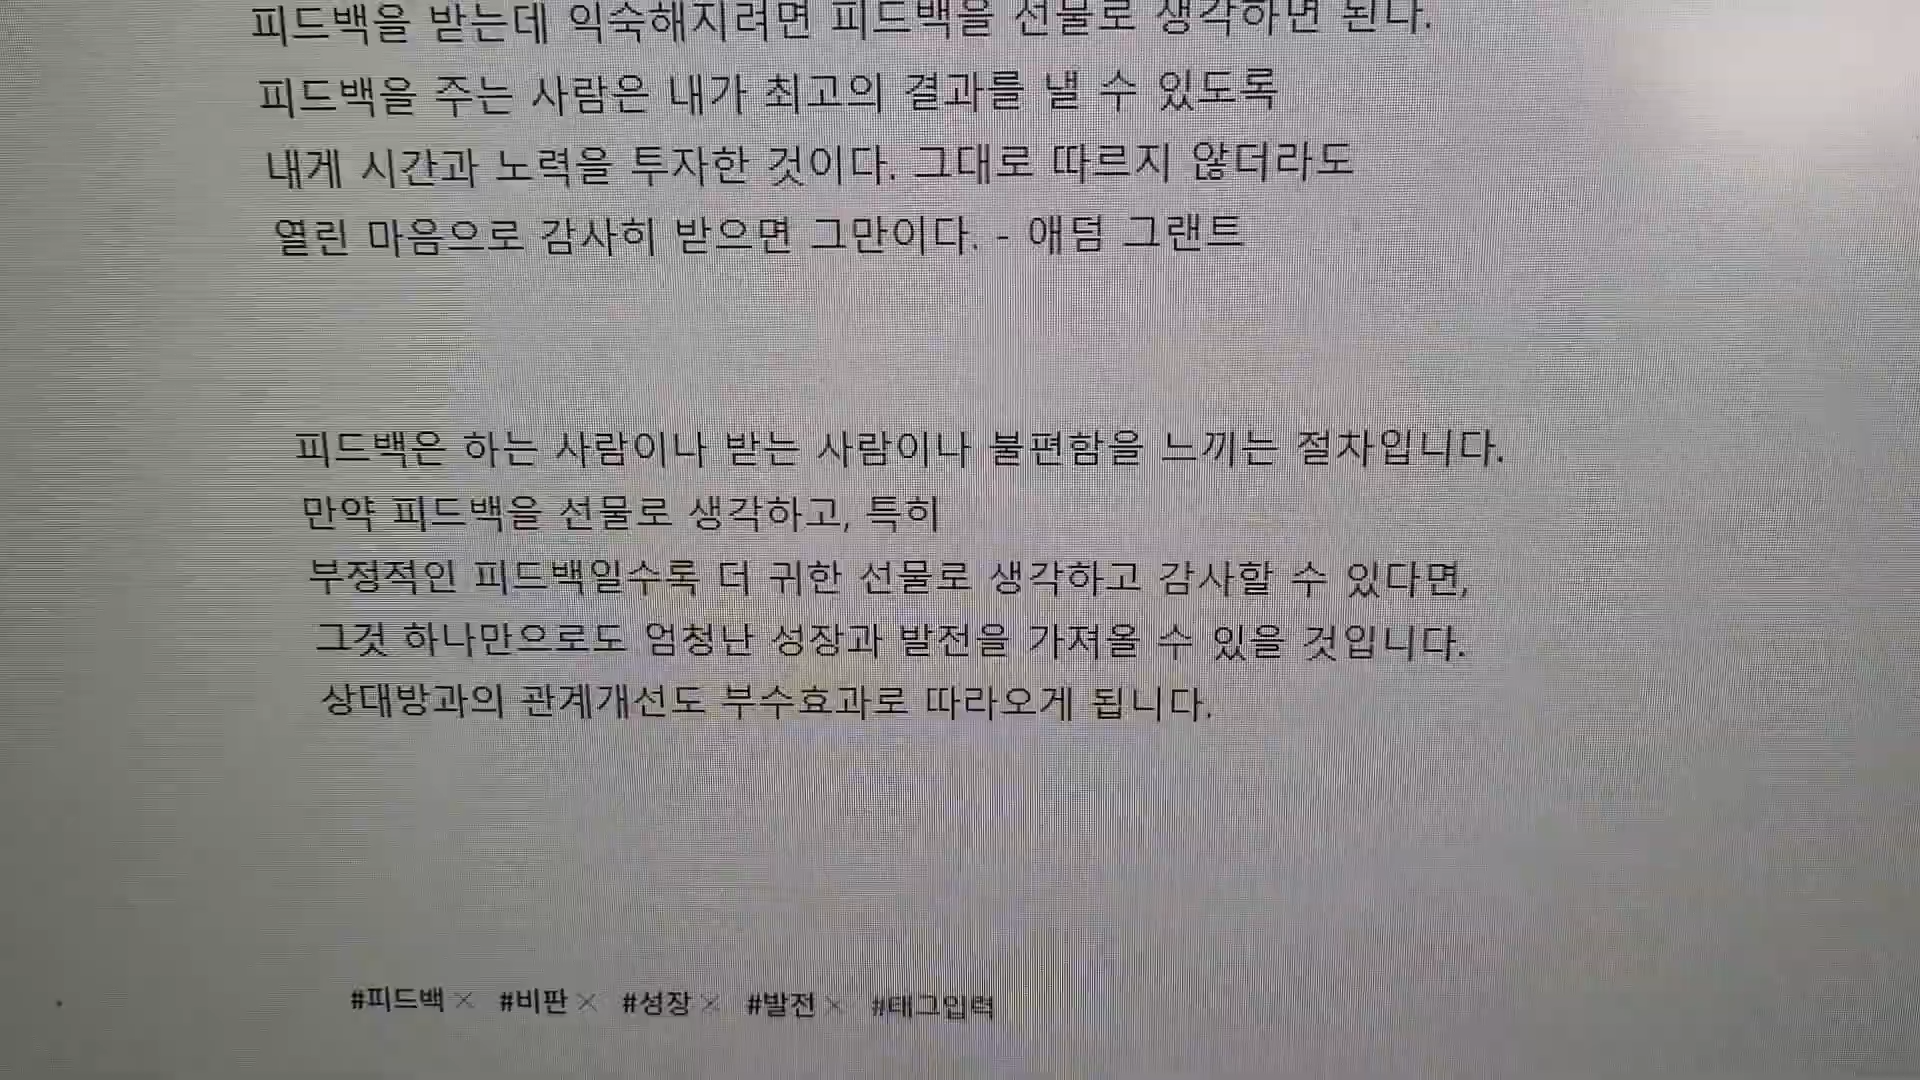 피드백을 받는데 익숙해지려면 피드백을 선물로 생각하면 된다.
피드백을 주는 사람은 내가 최고의 결과를 낼 수 있도록
내게 시간과 노력을 투자한 것이다. 그대로 따르지 않더라도
열린 마음으로 감사히 받으면 그만이다. - 애덤 그랜트
피드백은 하는 사람이나 받는 사람이나 불편함을 느끼는 절차입니다.
만약 피드백을 선물로 생각하고, 특히
부정적인 피드백일수록 더 귀한 선물로 생각하고 감사할 수 있다면,
그것 하나만으로도 엄청난 성장과 발전을 가져올 수 있을 것입니다.
상대방과의 관계개선도 부수효과로 따라오게 됩니다.
#피드백× #비판× #성장× #발전× #태그입력